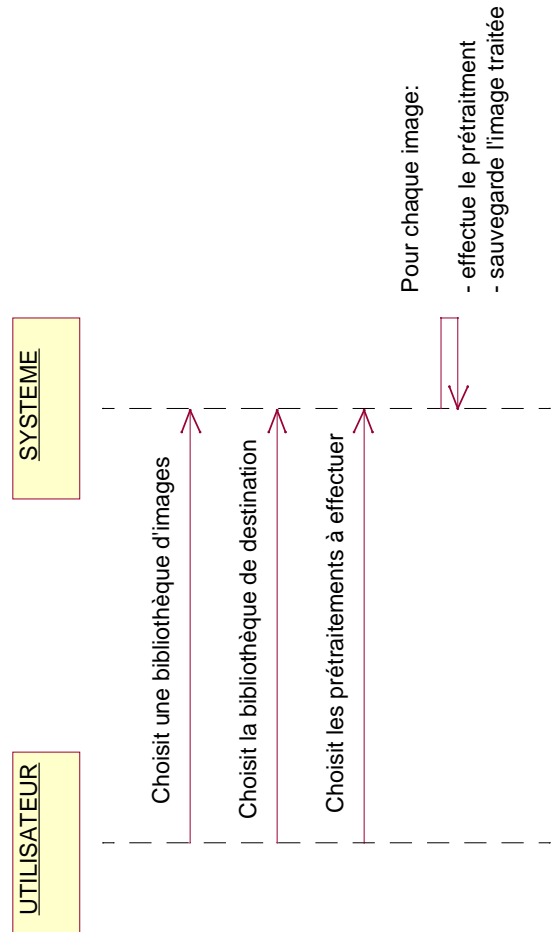 UTILISATEUR
SYSTEME
Choisit une bibliothèque d'images
Choisit la bibliothèque de destination
Choisit les prétraitements à effectuer
Pour chaque image:
- effectue le prétraitment
- sauvegarde l'image traitée